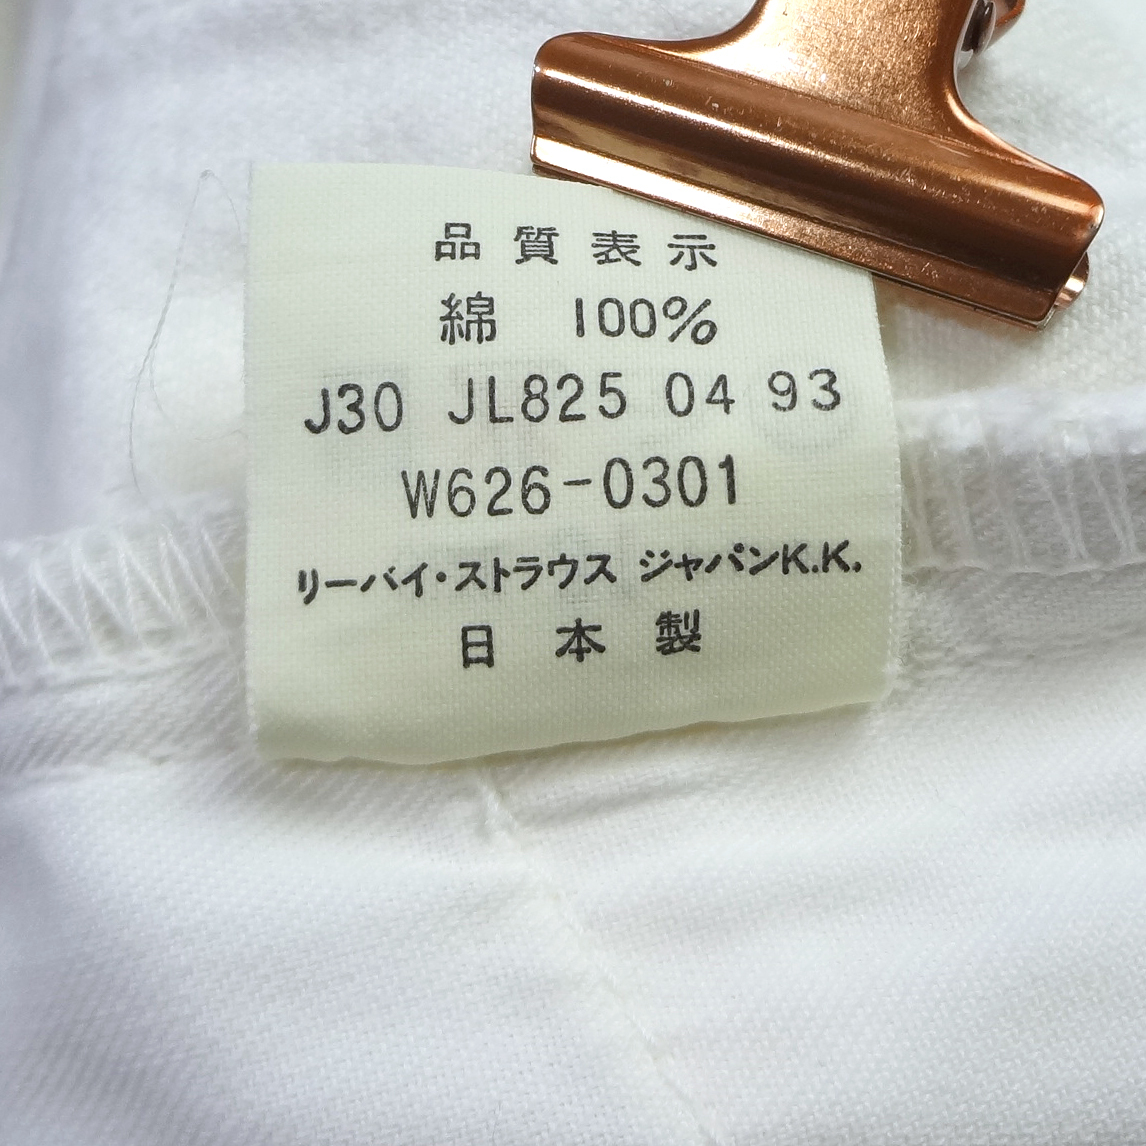 品質表示
綿 100%
J30 JL825 04 93
W626-0301
リーバイ・ストラウス ジャパンK.K.
日本製